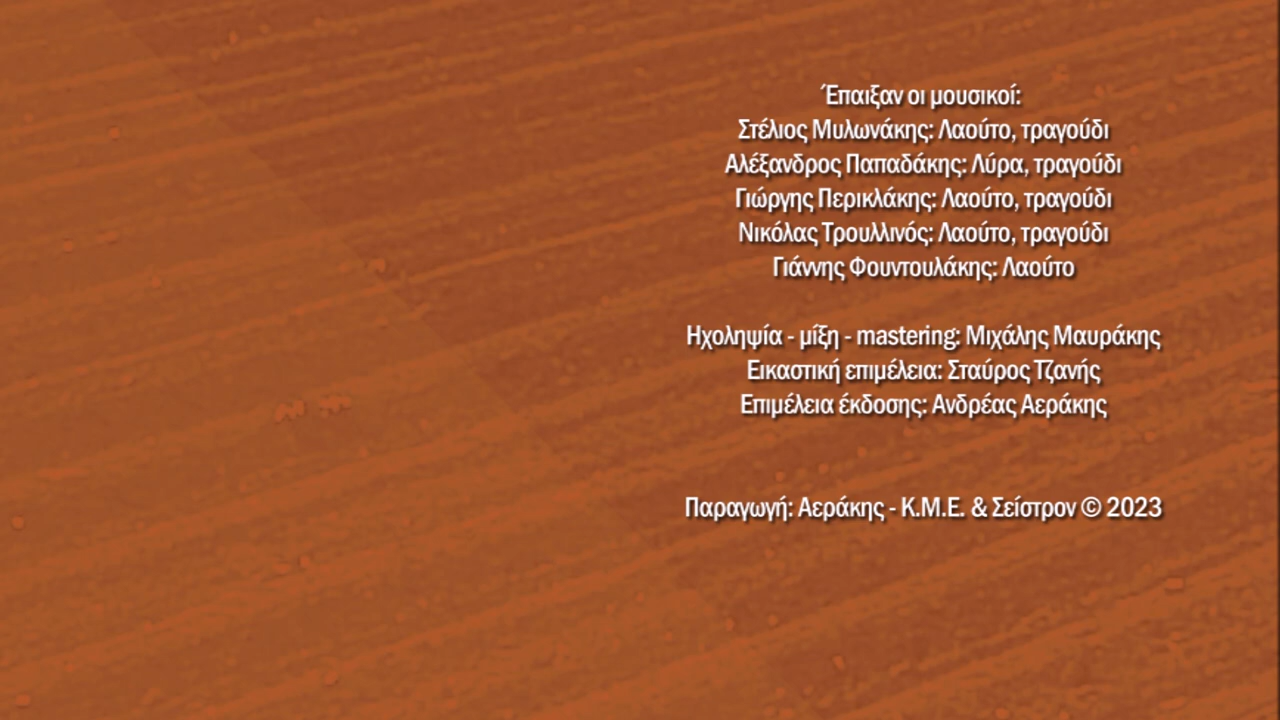 Έπαιξαν οι μουσικοί:
Στέλιος Μυλωνάκης: Λαούτο, τραγούδι
Αλέξανδρος Παπαδάκης: Λύρα, τραγούδι
Γιώργης Περικλάκης: Λαούτο, τραγούδι
Νικόλας Τρουλλινός: Λαούτο, τραγούδι
Γιάννης Φουντουλάκης: Λαούτο
Ηχοληψία - μίξη - mastering: Μιχάλης Μαυράκης
Εικαστική επιμέλεια: Σταύρος Τζανής
Επιμέλεια έκδοσης: Ανδρέας Αεράκης
Παραγωγή: Αεράκης - Κ.Μ.Ε. & Σείστρον © 2023